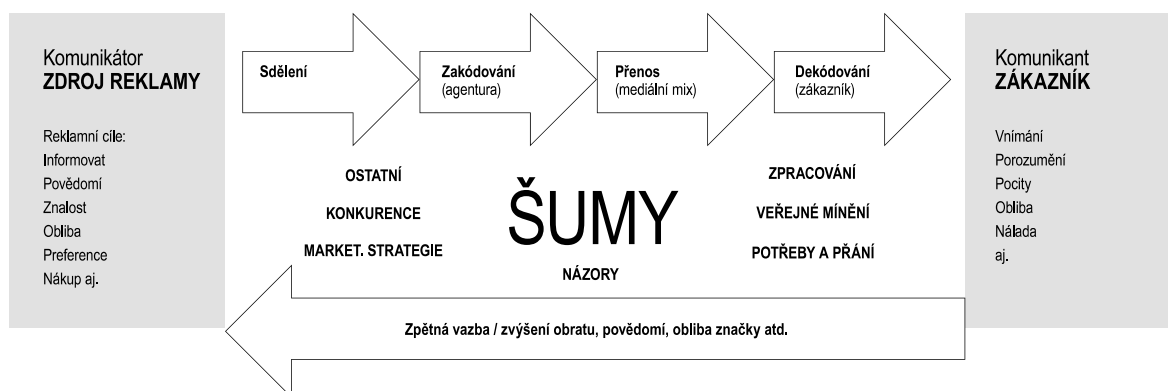 Komunikátor
ZDROJ REKLAMY
Reklamní cíle:
Informovat
Povědomí
Znalost
Obliba
Preference
Nákup aj.
Sdělení
Zakódování
(agentura)
Přenos
(mediální mix)
Dekódování
(zákazník)
Komunikant
ZÁKAZNÍK
Vnímání
Porozumění
Pocity
Obliba
Nálada
aj.
OSTATNÍ
KONKURENCE
MARKET. STRATEGIE
ŠUMY
NÁZORY
ZPRACOVÁNÍ
VEŘEJNÉ MÍNĚNÍ
POTŘEBY A PŘÁNÍ
Zpětná vazba / zvýšení obratu, povědomí, obliba značky atd.